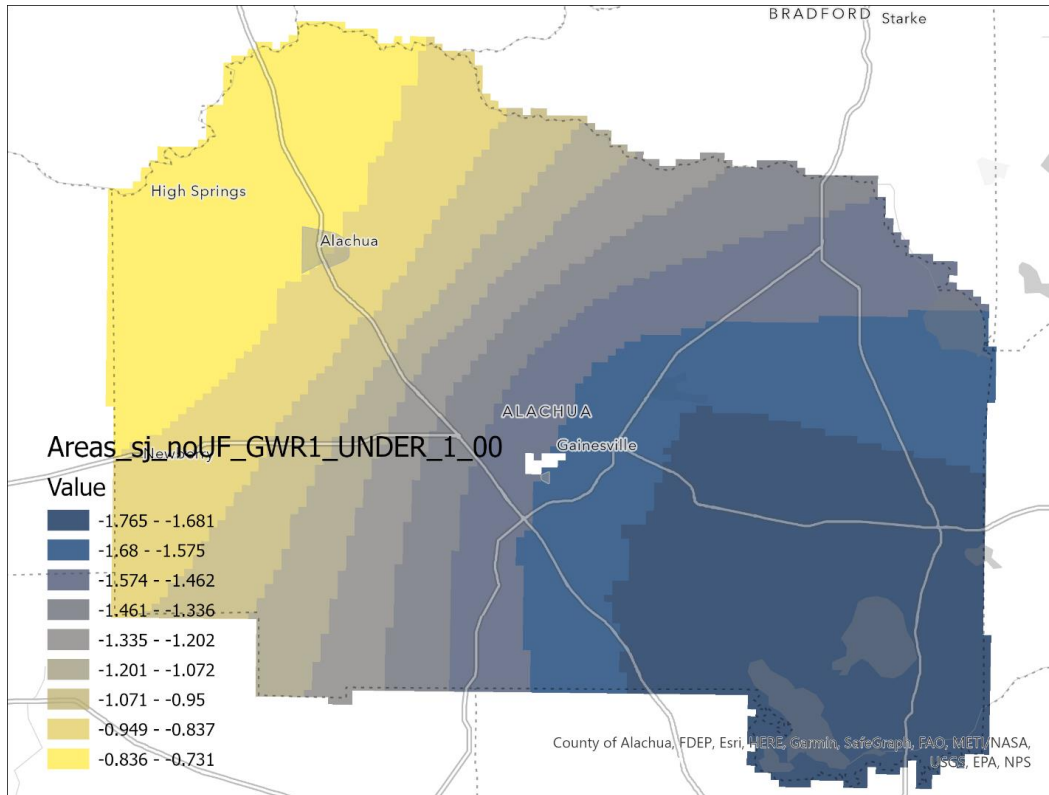 BRADFORD
Starke
High Springs
Alachua
ALACHUA
Gainesville
Areas_sj_noUF_GWR1_UNDER_1_00
Newberry
Value
-1.765 - -1.681
-1.68 - -1.575
-1.574 - -1.462
-1.461 - -1.336
-1.335 - -1.202
-1.201 - -1.072
-1.071 - -0.95
-0.949 - -0.837
-0.836 - -0.731
County of Alachua, FDEP, Esri, HERE, Garmin, SafeGraph, FAO, METI/NASA,
USGS, EPA, NPS